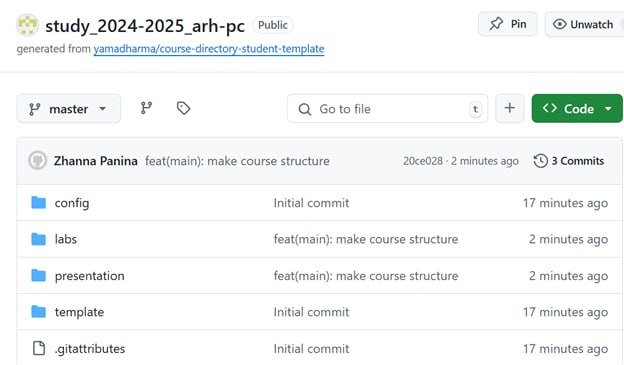 study_2024-2025_arh-pc Public Pin Unwatch
generated from yamadharma/course-directory-student-template
master Go to file t Code
Zhanna Panina feat(main): make course structure 20ce028 · 2 minutes ago 3 Commits
config Initial commit 17 minutes ago
labs feat(main): make course structure 2 minutes ago
presentation feat(main): make course structure 2 minutes ago
template Initial commit 17 minutes ago
.gitattributes Initial commit 17 minutes ago